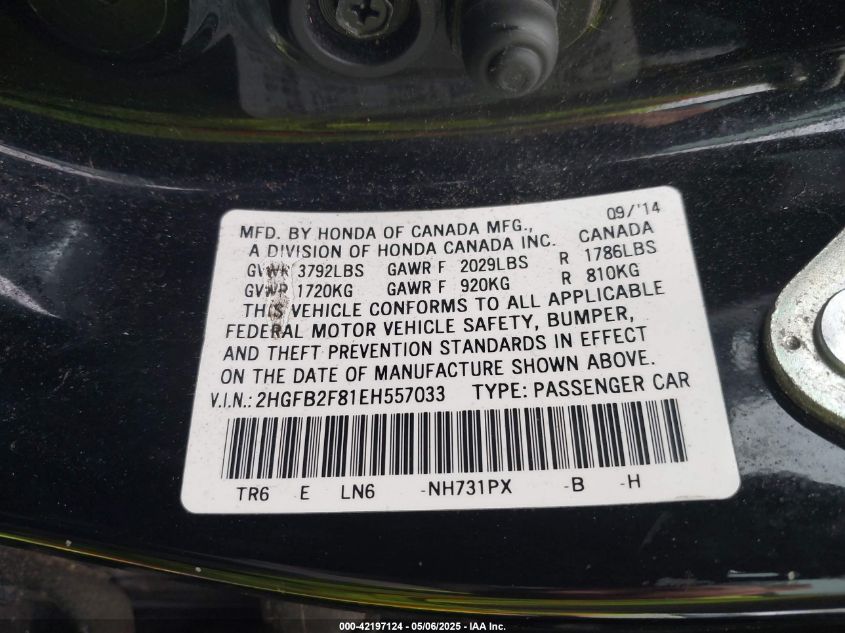 09/'14
MFD. BY HONDA OF CANADA MFG., CANADA
A DIVISION OF HONDA CANADA INC.
GVWR 3792LBS GAWR F 2029LBS R 1786LBS
GVWR 1720KG GAWR F 920KG R 810KG
THIS VEHICLE CONFORMS TO ALL APPLICABLE
FEDERAL MOTOR VEHICLE SAFETY, BUMPER,
AND THEFT PREVENTION STANDARDS IN EFFECT
ON THE DATE OF MANUFACTURE SHOWN ABOVE.
V.I.N.: 2HGFB2F81EH557033 TYPE: PASSENGER CAR
TR6 E LN6 -NH731PX -B -H
000-42197124 - 05/06/2025 - IAA Inc.